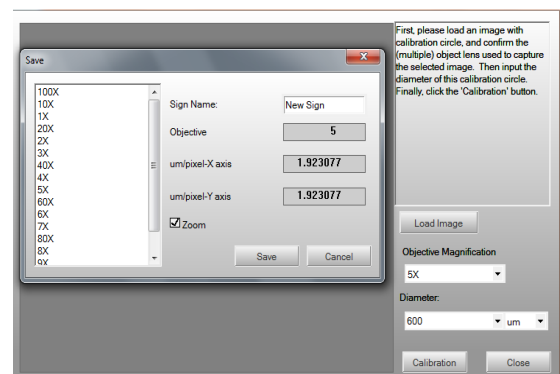 First, please load an image with
calibration circle, and confirm the
(multiple) object lens used to capture
the selected image. Then input the
diameter of this calibration circle.
Finally, click the 'Calibration' button.
Save
100X
10X
1X
20X
2X
3X
40X
4X
5X
60X
6X
7X
80X
8X
9X
Sign Name:
New Sign
Objective
5
um/pixel-X axis
1.923077
um/pixel-Y axis
1.923077
Zoom
Save
Cancel
Load Image
Objective Magnification
5X
Diameter:
600
um
Calibration
Close